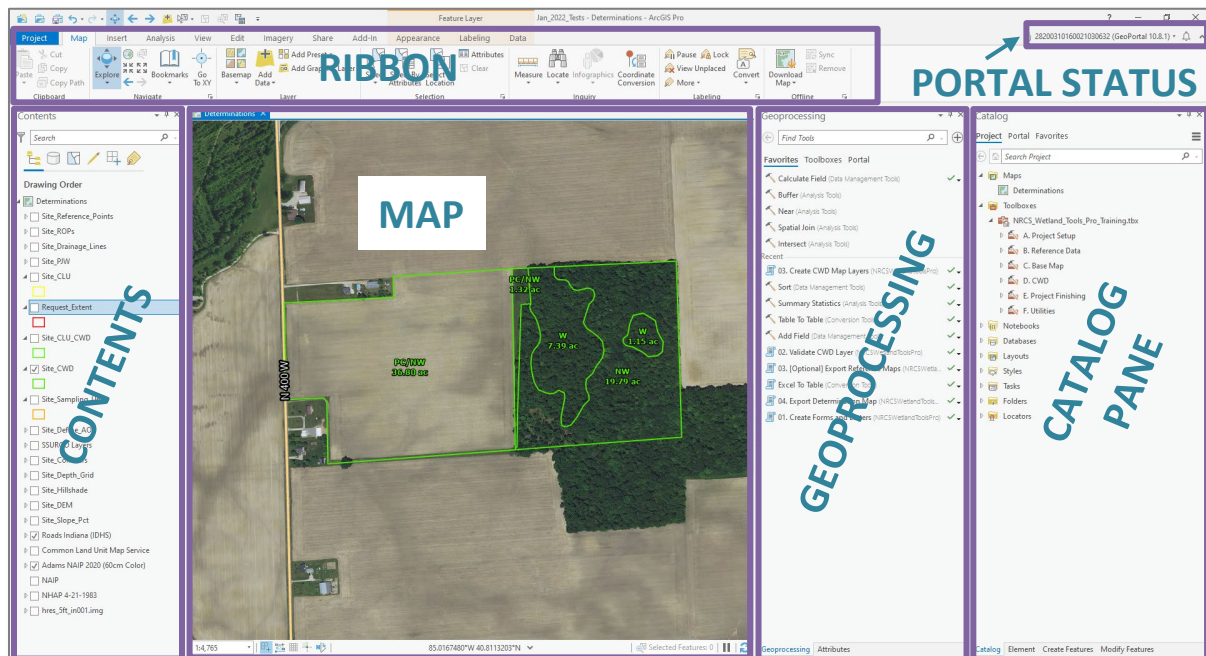 Feature Layer
Jan_2022_Tests - Determinations - ArcGIS Pro
?
Project Map Insert Analysis View Edit Imagery Share Add-In Appearance Labeling Data
28200310160021030632 (GeoPortal 10.8.1)
PORTAL STATUS
RIBBON
Paste
Cut
Copy
Copy Path
Clipboard
Explore
Bookmarks
Go To XY
Navigate
Basemap
Add Data
Add Preset
Layer
Attributes
Clear
Selection
Measure
Locate
Infographics
Coordinate Conversion
Inquiry
Pause
Lock
View Unplaced
More
Convert
Labeling
Download Map
Sync
Remove
Offline
Contents
Search
Drawing Order
Determinations
Site_Reference_Points
Site_ROPs
Site_Drainage_Lines
Site_PJW
Site_CLU
Request_Extent
Site_CLU_CWD
Site_CWD
SSURGO Layers
Site_Depth_Grid
Site_Hillshade
Site_DEM
Site_Slope_Pct
Roads Indiana (IDHS)
Common Land Unit Map Service
Adams NAIP 2020 (60cm Color)
NAIP
NHAP 4-21-1983
hres_5ft_in001.img
CONTENTS
Determinations
MAP
N 400 W
PC/NW
1.32 ac
W
7.39 ac
W
1.15 ac
PC/NW
36.80 ac
NW
19.79 ac
1:4,765
85.0167480°W 40.8113203°N
Selected Features: 0
Geoprocessing
Find Tools
Favorites Toolboxes Portal
Calculate Field (Data Management Tools)
Buffer (Analysis Tools)
Near (Analysis Tools)
Spatial Join (Analysis Tools)
Intersect (Analysis Tools)
Recent
03. Create CWD Map Layers (NRCSWetlandToolsPro)
Sort (Data Management Tools)
Summary Statistics (Analysis Tools)
Table To Table (Conversion Tools)
Add Field (Data Management Tools)
02. Validate CWD Layer (NRCSWetlandToolsPro)
03. [Optional] Export Reference Maps (NRCSWetla...
Excel To Table (Conversion Tools)
04. Export Determination Map (NRCSWetlandTools...
01. Create Forms and Letters (NRCSWetlandToolsPro)
GEOPROCESSING
Geoprocessing Attributes
Catalog
Project Portal Favorites
Search Project
Maps
Determinations
Toolboxes
NRCS_Wetland_Tools_Pro_Training.tbx
A. Project Setup
B. Reference Data
C. Base Map
D. CWD
E. Project Finishing
F. Utilities
Notebooks
Databases
Layouts
Styles
Tasks
Folders
Locators
CATALOG
PANE
Catalog Element Create Features Modify Features